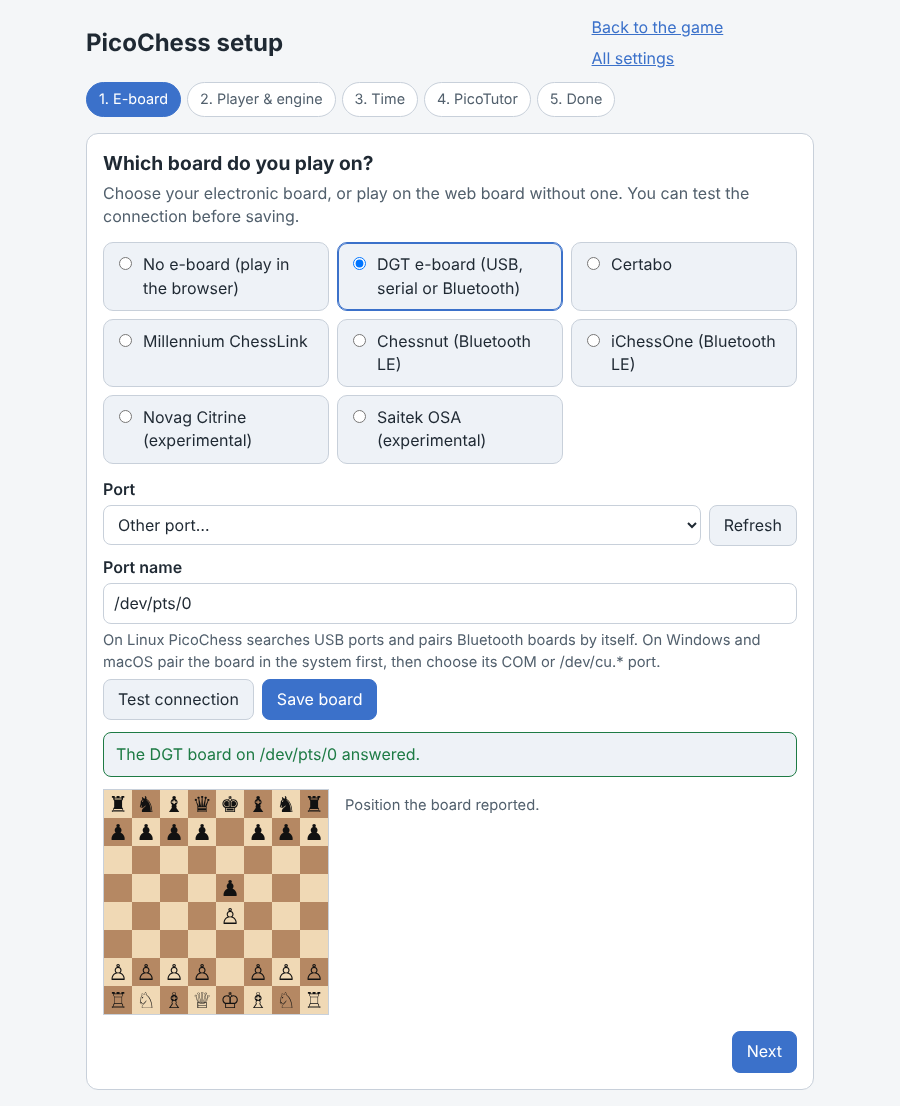 PicoChess setup
Back to the game
All settings
1. E-board
2. Player & engine
3. Time
4. PicoTutor
5. Done
Which board do you play on?
Choose your electronic board, or play on the web board without one. You can test the
connection before saving.
No e-board (play in
the browser)
DGT e-board (USB,
serial or Bluetooth)
Certabo
Millennium ChessLink
Chessnut (Bluetooth
LE)
iChessOne (Bluetooth
LE)
Novag Citrine
(experimental)
Saitek OSA
(experimental)
Port
Other port...
Refresh
Port name
/dev/pts/0
On Linux PicoChess searches USB ports and pairs Bluetooth boards by itself. On Windows and
macOS pair the board in the system first, then choose its COM or /dev/cu.* port.
Test connection
Save board
The DGT board on /dev/pts/0 answered.
Position the board reported.
Next